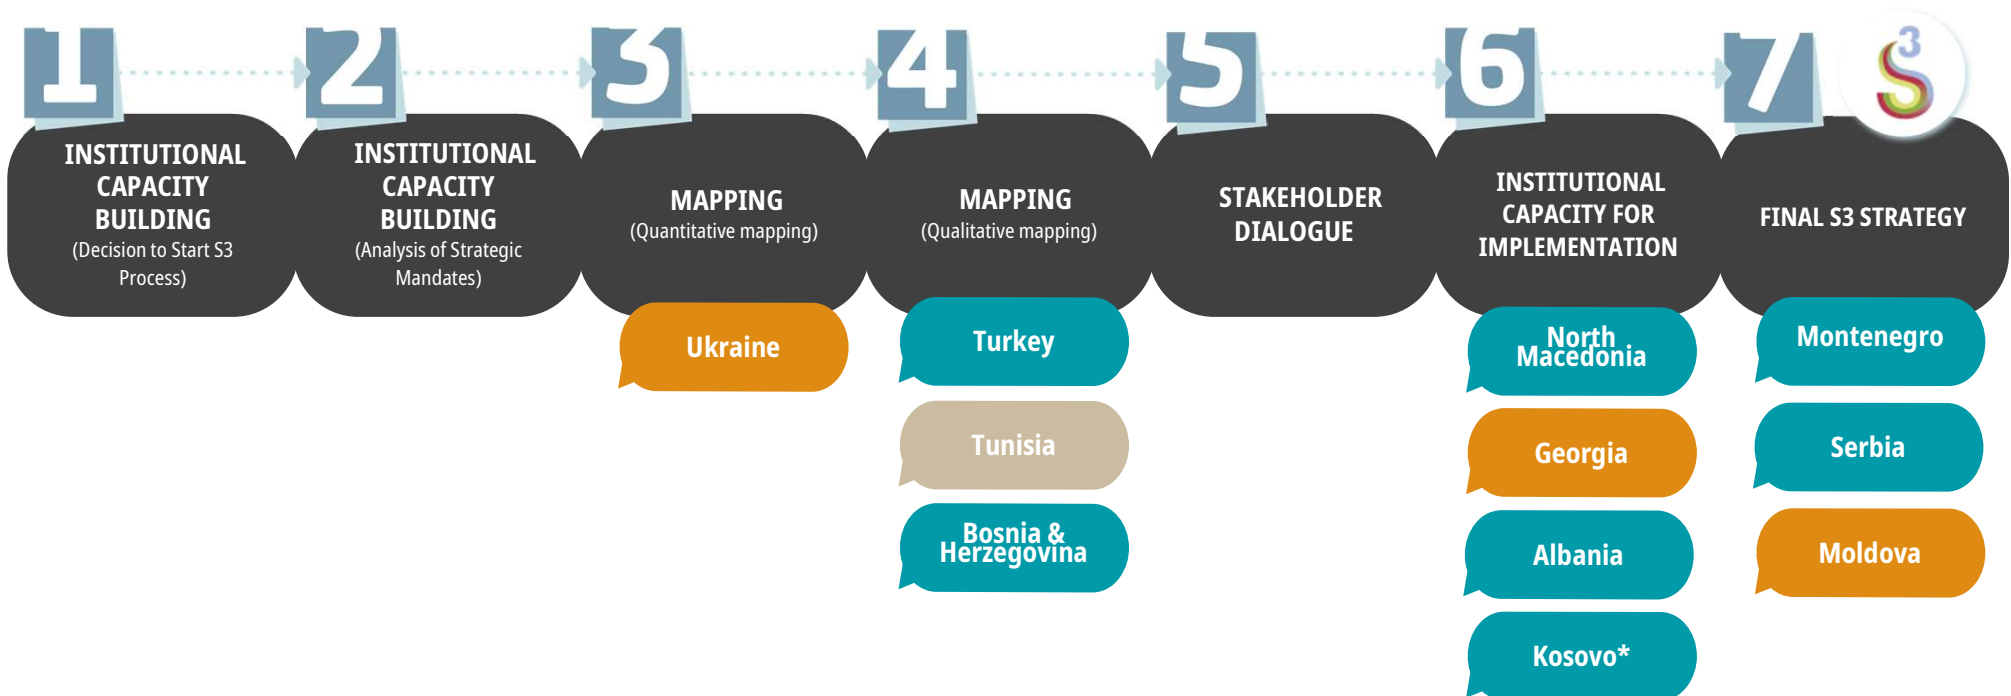 1
2
3
4
5
6
7
S3
INSTITUTIONAL
CAPACITY
BUILDING
(Decision to Start S3
Process)
INSTITUTIONAL
CAPACITY
BUILDING
(Analysis of Strategic
Mandates)
MAPPING
(Quantitative mapping)
MAPPING
(Qualitative mapping)
STAKEHOLDER
DIALOGUE
INSTITUTIONAL
CAPACITY FOR
IMPLEMENTATION
FINAL S3 STRATEGY
Ukraine
Turkey
Tunisia
Bosnia &
Herzegovina
North
Macedonia
Georgia
Albania
Kosovo*
Montenegro
Serbia
Moldova